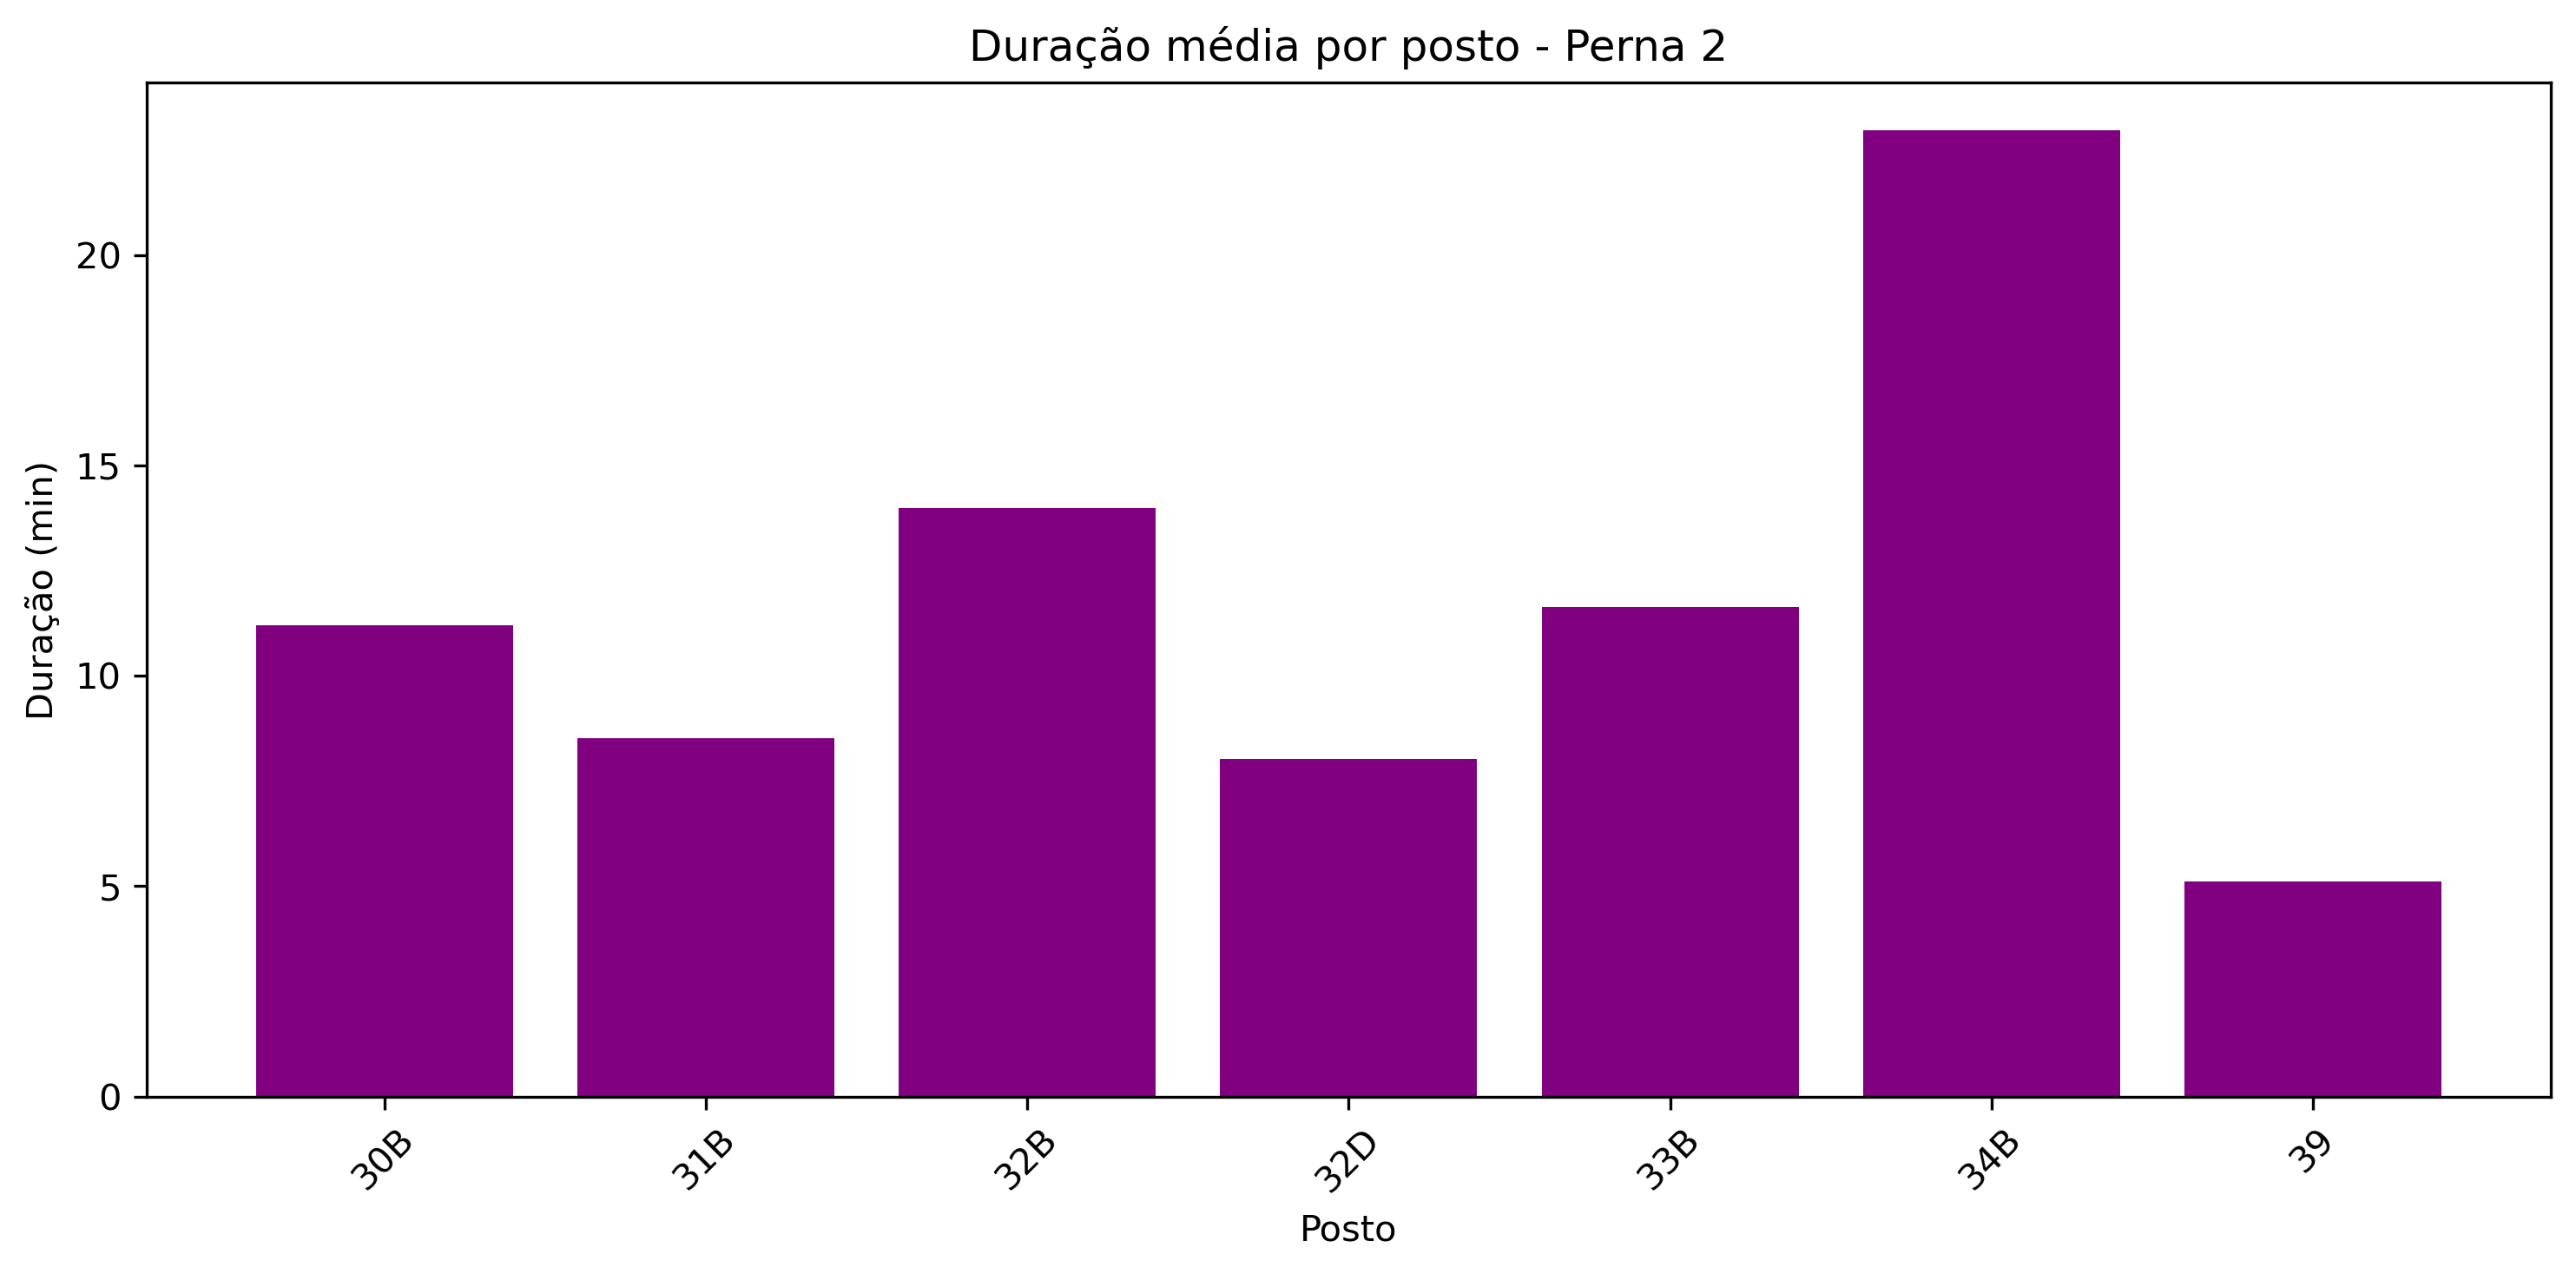 Duração média por posto - Perna 2
Duração (min)
20
15
10
5
0
30B
31B
32B
32D
33B
34B
39
Posto